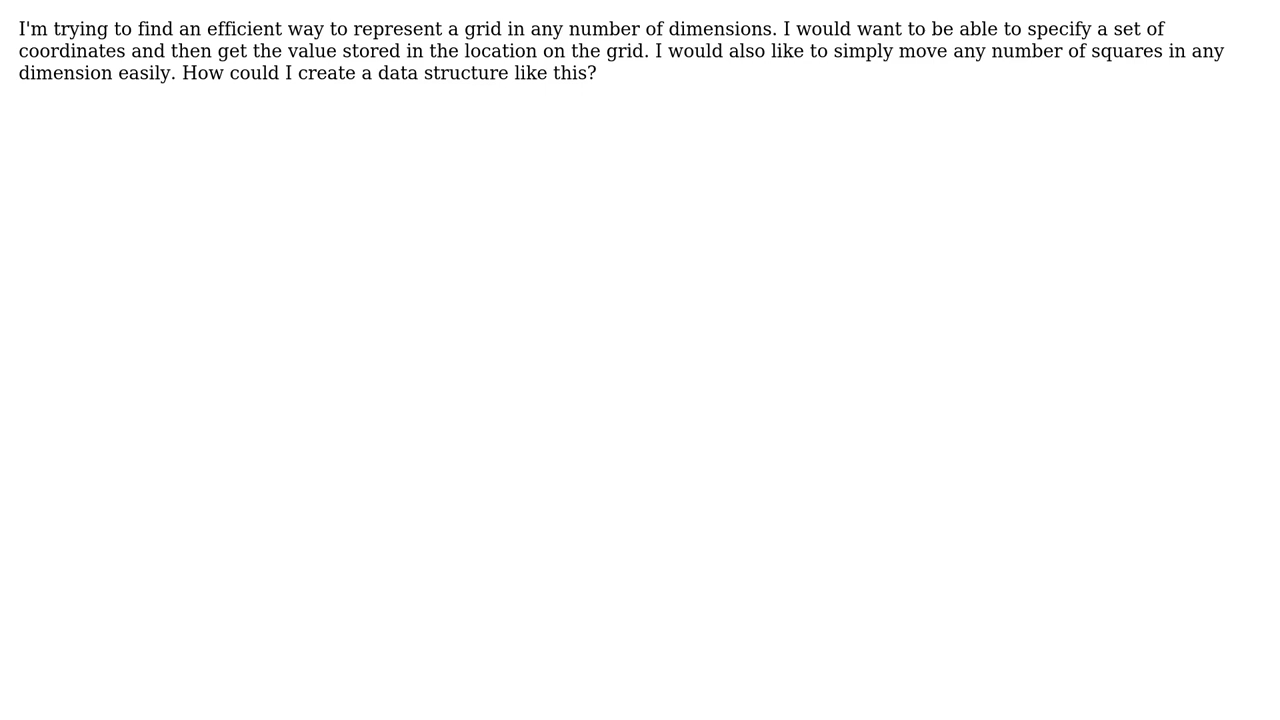 I'm trying to find an efficient way to represent a grid in any number of dimensions. I would want to be able to specify a set of
coordinates and then get the value stored in the location on the grid. I would also like to simply move any number of squares in any
dimension easily. How could I create a data structure like this?